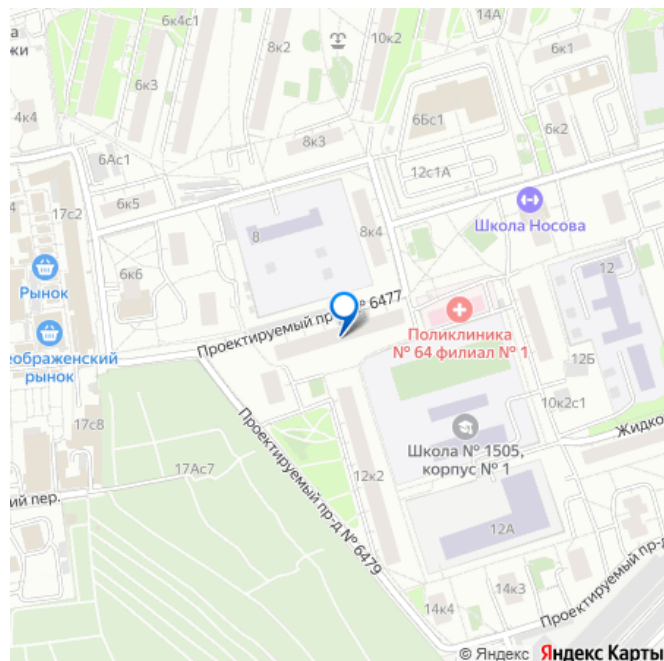 6к4с1
14А
а
жи
8к2
10к2
6к1
6к3
4к4
6Бс1
6к2
8к3
6Ас1
12с1А
17с2
6к5
Школа Носова
8
8к4
4
12
6к6
Рынок
Проектируемый пр-д № 6477
Поликлиника
№ 64 филиал № 1
еображенский
рынок
12Б
10к2с1
17с8
Проектируемый пр-д № 6479
Школа № 1505,
корпус № 1
Жидко
17Ас7
12к2
ий пер.
12А
14к3
14к4
Проектируемый пр-д
© Яндекс Яндекс Карты